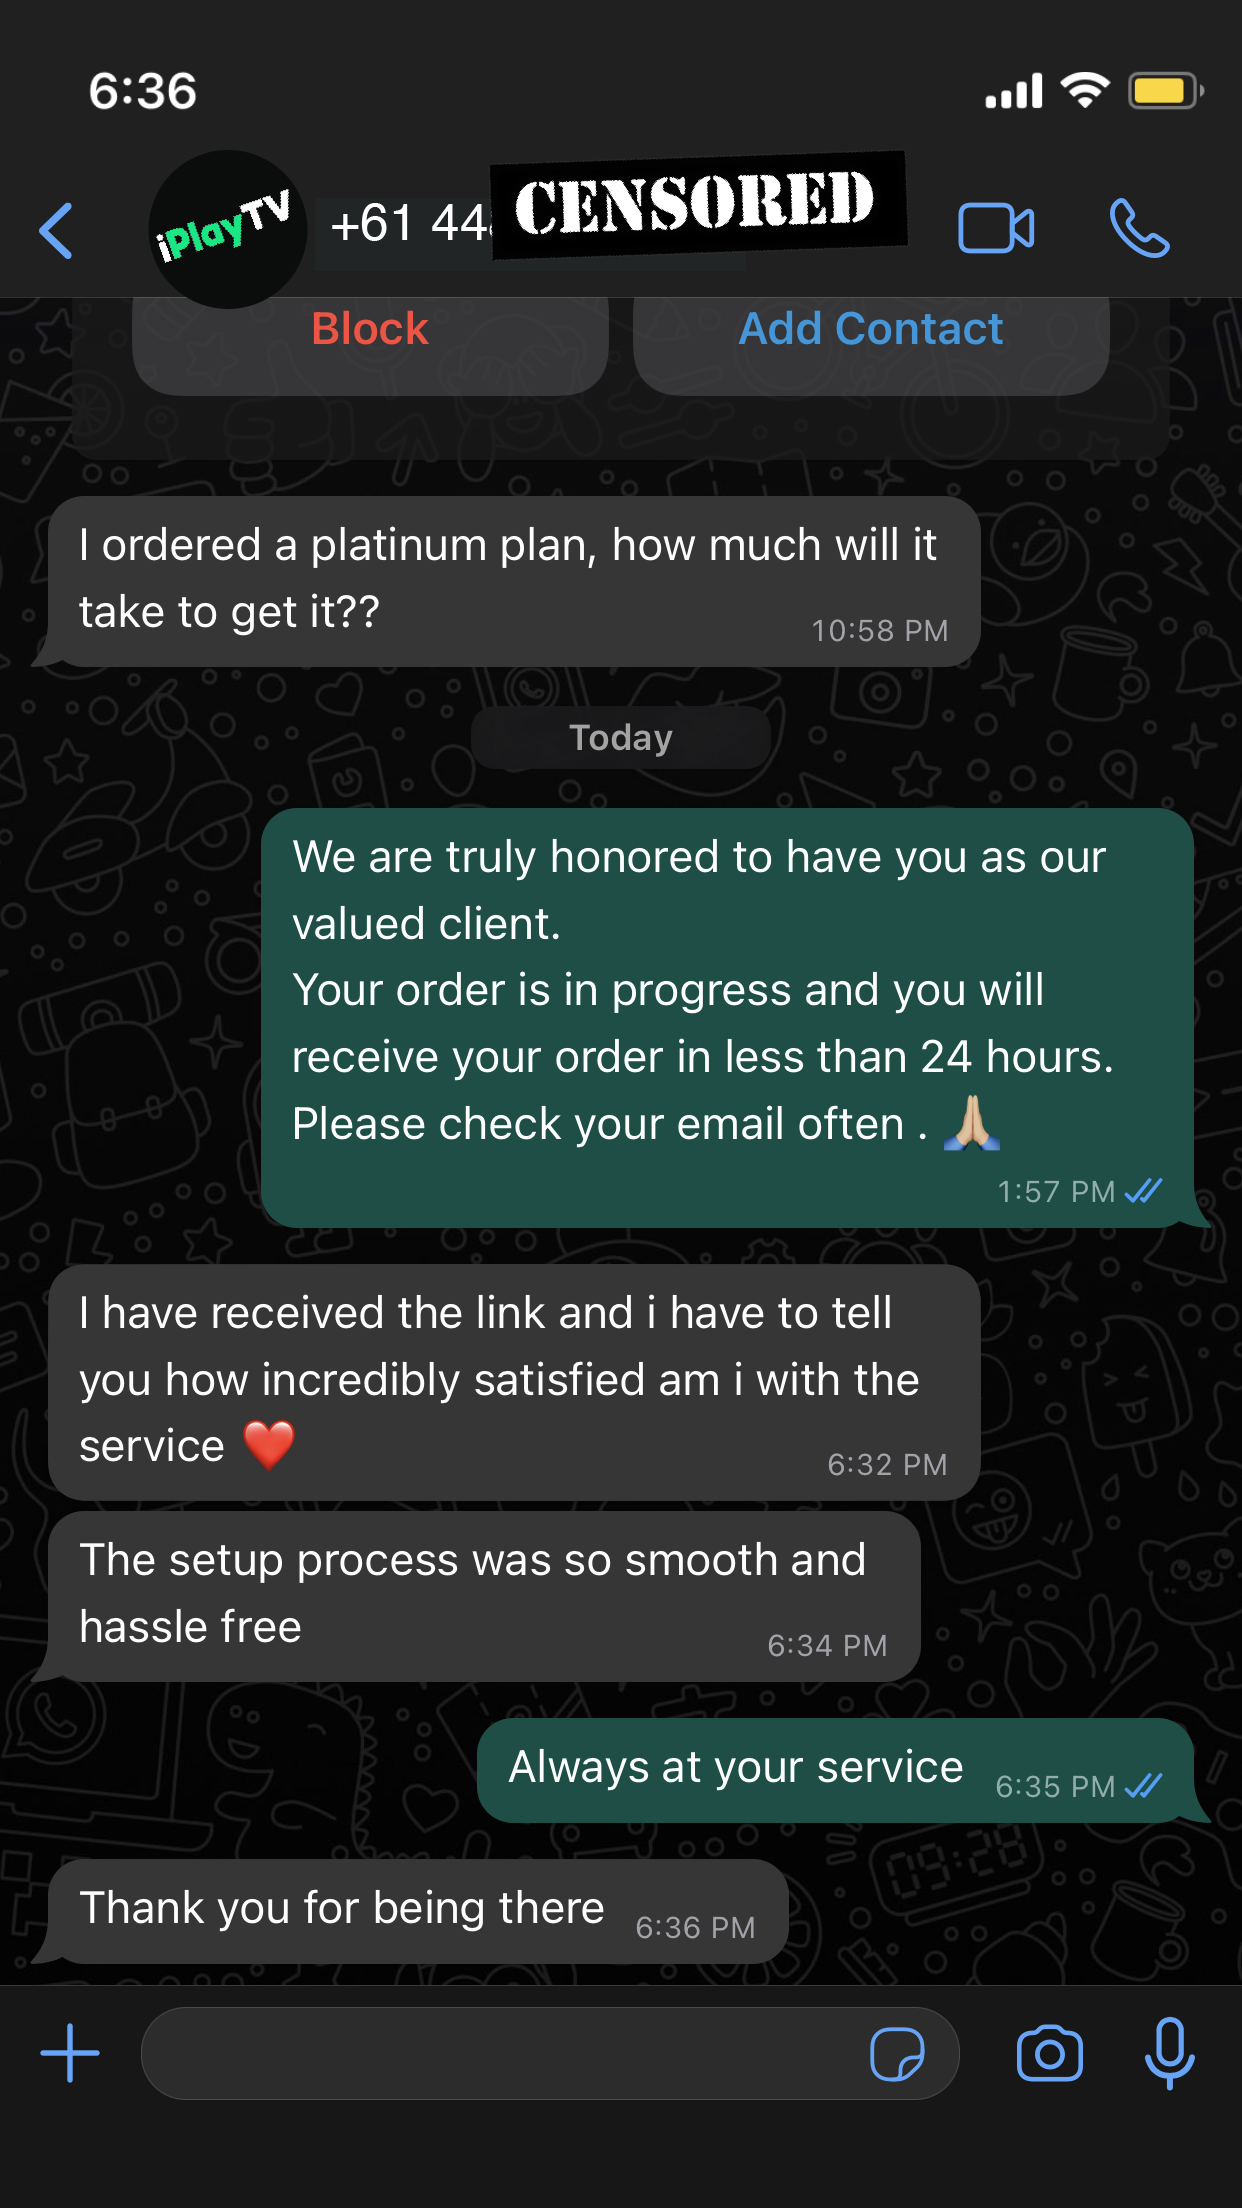 6:36
iPlayTV
+61 44
CENSORED
Block
Add Contact
I ordered a platinum plan, how much will it
take to get it??
10:58 PM
Today
We are truly honored to have you as our
valued client.
Your order is in progress and you will
receive your order in less than 24 hours.
Please check your email often . 🙏🏼
1:57 PM
I have received the link and i have to tell
you how incredibly satisfied am i with the
service ❤️
6:32 PM
The setup process was so smooth and
hassle free
6:34 PM
Always at your service
6:35 PM
Thank you for being there
6:36 PM
09:28